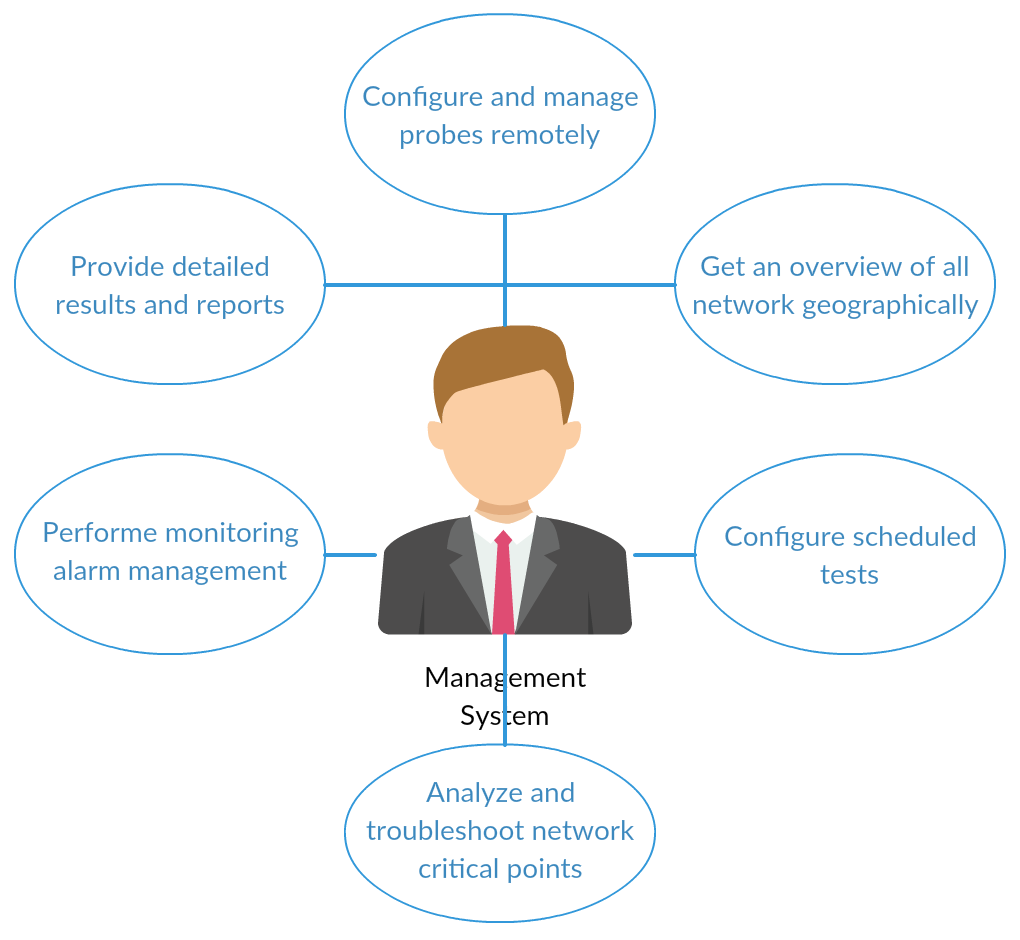 Configure and manage
probes remotely
Provide detailed
results and reports
Get an overview of all
network geographically
Performe monitoring
alarm management
Configure scheduled
tests
Management
System
Analyze and
troubleshoot network
critical points